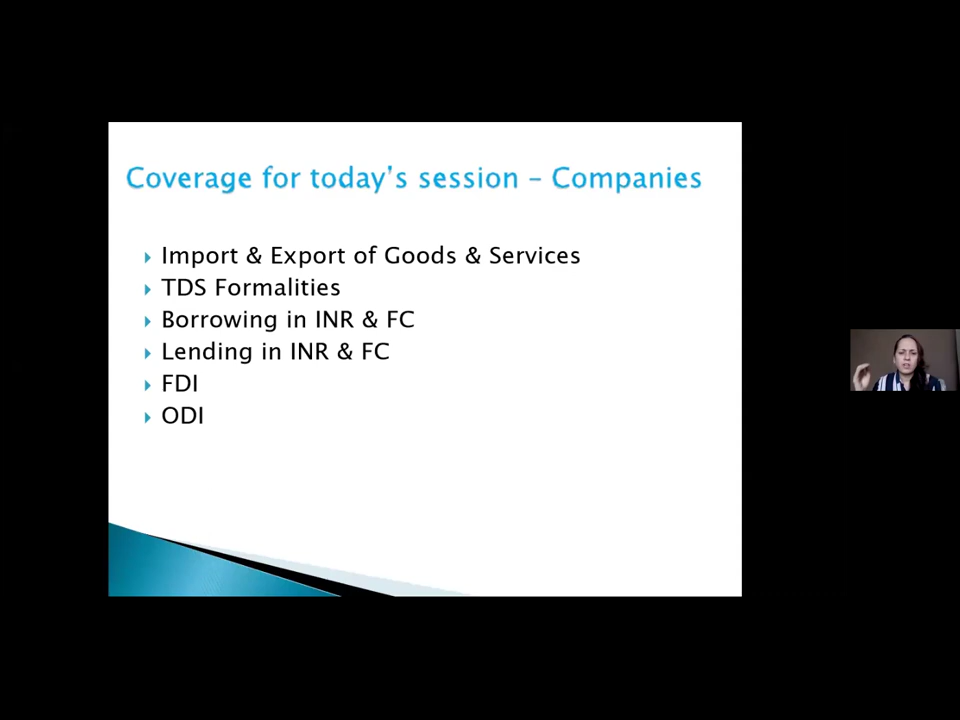 Coverage for today's session – Companies
Import & Export of Goods & Services
TDS Formalities
Borrowing in INR & FC
Lending in INR & FC
FDI
ODI